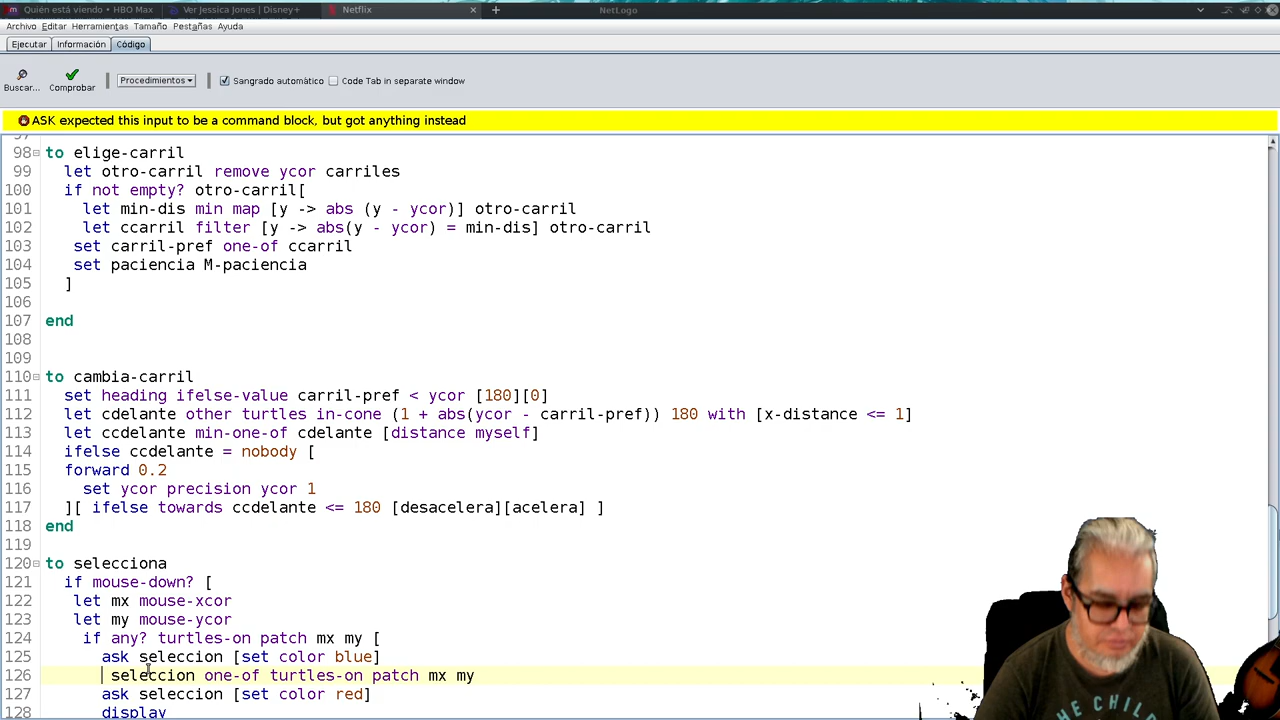 Quién está viendo • HBO Max
Ver Jessica Jones | Disney+
Netflix
NetLogo
Archivo Editar Herramientas Tamaño Pestañas Ayuda
Ejecutar Información Código
Buscar... Comprobar Procedimientos Sangrado automático Code Tab in separate window
ASK expected this input to be a command block, but got anything instead
97
98 to elige-carril
99 let otro-carril remove ycor carriles
100 if not empty? otro-carril[
101 let min-dis min map [y -> abs (y - ycor)] otro-carril
102 let ccarril filter [y -> abs(y - ycor) = min-dis] otro-carril
103 set carril-pref one-of ccarril
104 set paciencia M-paciencia
105 ]
106
107 end
108
109
110 to cambia-carril
111 set heading ifelse-value carril-pref < ycor [180][0]
112 let cdelante other turtles in-cone (1 + abs(ycor - carril-pref)) 180 with [x-distance <= 1]
113 let ccdelante min-one-of cdelante [distance myself]
114 ifelse ccdelante = nobody [
115 forward 0.2
116 set ycor precision ycor 1
117 ][ ifelse towards ccdelante <= 180 [desacelera][acelera] ]
118 end
119
120 to selecciona
121 if mouse-down? [
122 let mx mouse-xcor
123 let my mouse-ycor
124 if any? turtles-on patch mx my [
125 ask seleccion [set color blue]
126 seleccion one-of turtles-on patch mx my
127 ask seleccion [set color red]
128 display
THE CHILD